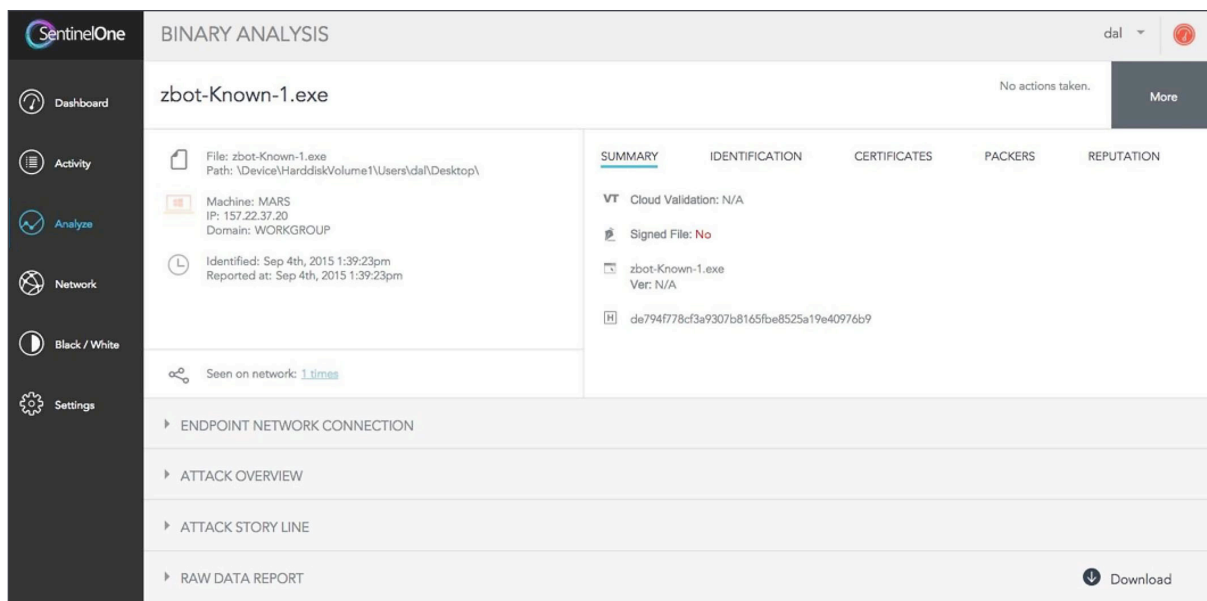 SentinelOne
BINARY ANALYSIS
dal
Dashboard
Activity
Analyze
Network
Black / White
Settings
zbot-Known-1.exe
No actions taken.
More
File: zbot-Known-1.exe
Path: \Device\HarddiskVolume1\Users\dal\Desktop\
Machine: MARS
IP: 157.22.37.20
Domain: WORKGROUP
Identified: Sep 4th, 2015 1:39:23pm
Reported at: Sep 4th, 2015 1:39:23pm
Seen on network: 1 times
SUMMARY IDENTIFICATION CERTIFICATES PACKERS REPUTATION
VT Cloud Validation: N/A
Signed File: No
zbot-Known-1.exe
Ver: N/A
H de794f778cf3a9307b8165fbe8525a19e40976b9
ENDPOINT NETWORK CONNECTION
ATTACK OVERVIEW
ATTACK STORY LINE
RAW DATA REPORT
Download